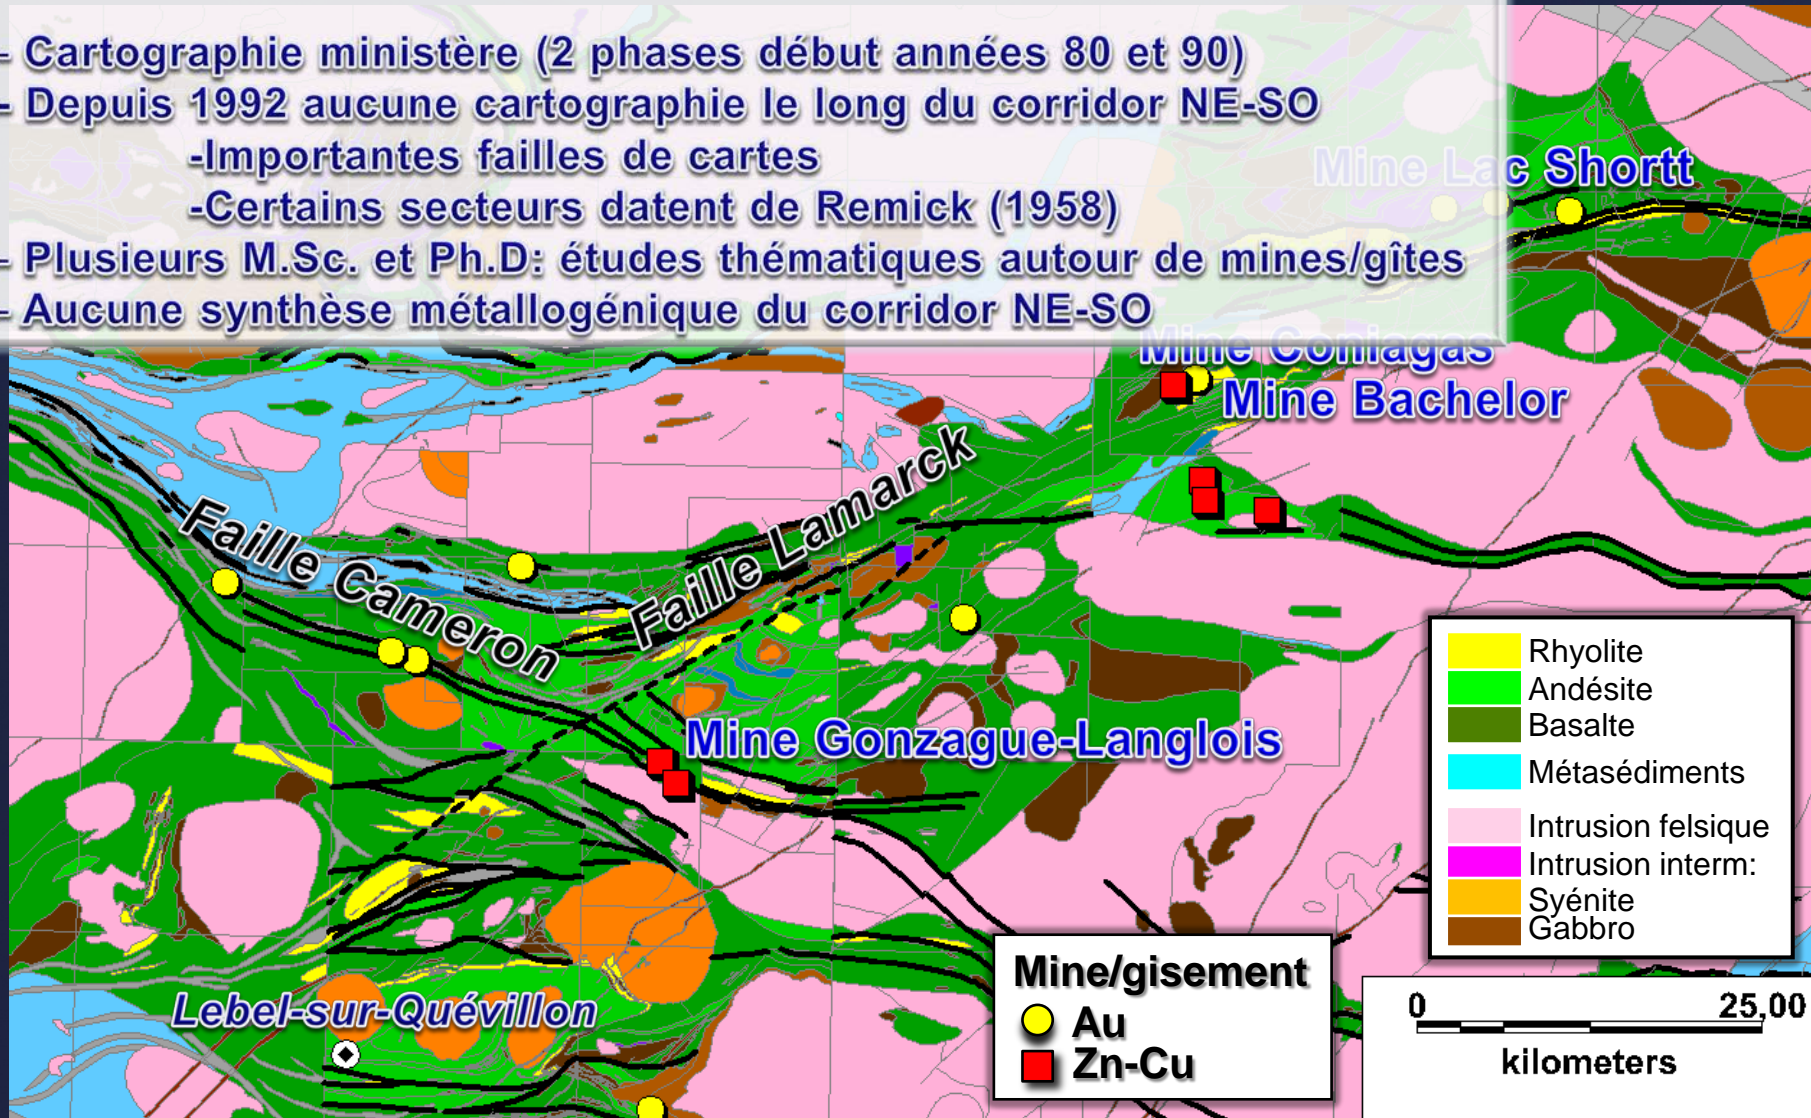 - Cartographie ministère (2 phases début années 80 et 90)
- Depuis 1992 aucune cartographie le long du corridor NE-SO
-Importantes failles de cartes
-Certains secteurs datent de Remick (1958)
- Plusieurs M.Sc. et Ph.D: études thématiques autour de mines/gîtes
- Aucune synthèse métallogénique du corridor NE-SO
Mine Lac Shortt
Mine Coniagas
Mine Bachelor
Faille Lamarck
Faille Cameron
Mine Gonzague-Langlois
Lebel-sur-Quévillon
Rhyolite
Andésite
Basalte
Métasédiments
Intrusion felsique
Intrusion interm:
Syénite
Gabbro
Mine/gisement
Au
Zn-Cu
0 25,00
kilometers